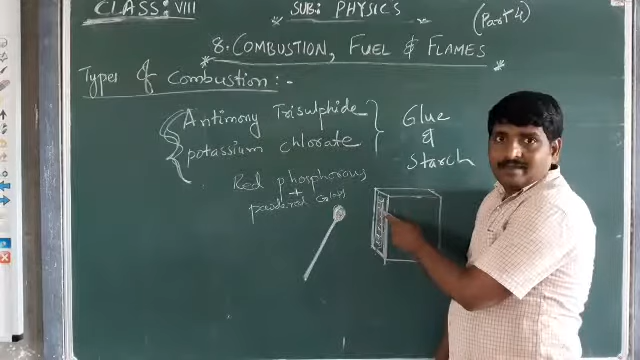 CLASS: VIII
SUB: PHYSICS
(Part 4)
8. COMBUSTION, FUEL & FLAMES
Types of Combustion:-
Antimony Trisulphide
potassium chlorate
Glue
&
Starch
Red phosphorous
+
powdered Glass